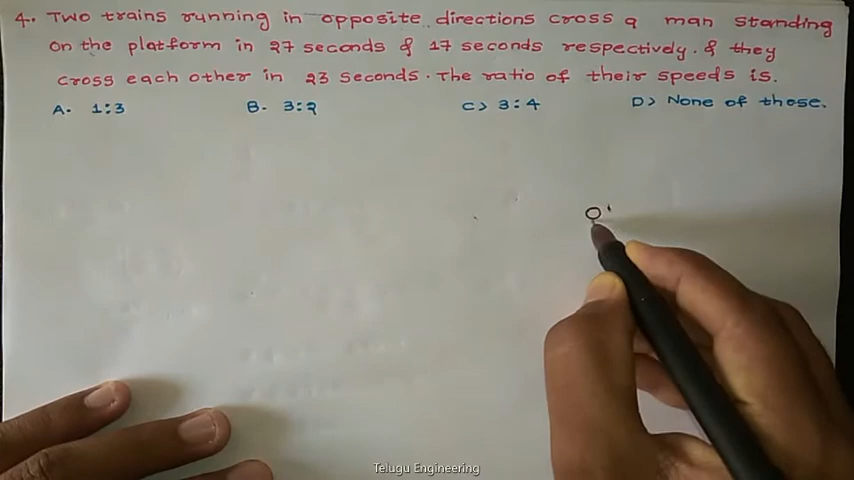 4. Two trains running in opposite directions cross a man standing
on the platform in 27 seconds & 17 seconds respectively. & they
cross each other in 23 seconds. The ratio of their speeds is.
A. 1:3 B. 3:2 C> 3:4 D> None of those.
Telugu Engineering